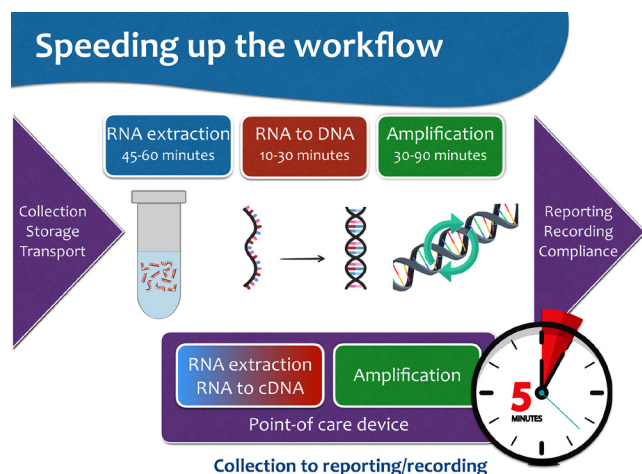 Speeding up the workflow
RNA extraction
45-60 minutes
RNA to DNA
10-30 minutes
Amplification
30-90 minutes
Collection
Storage
Transport
Reporting
Recording
Compliance
RNA extraction
RNA to cDNA
Amplification
Point-of care device
5
MINUTES
Collection to reporting/recording